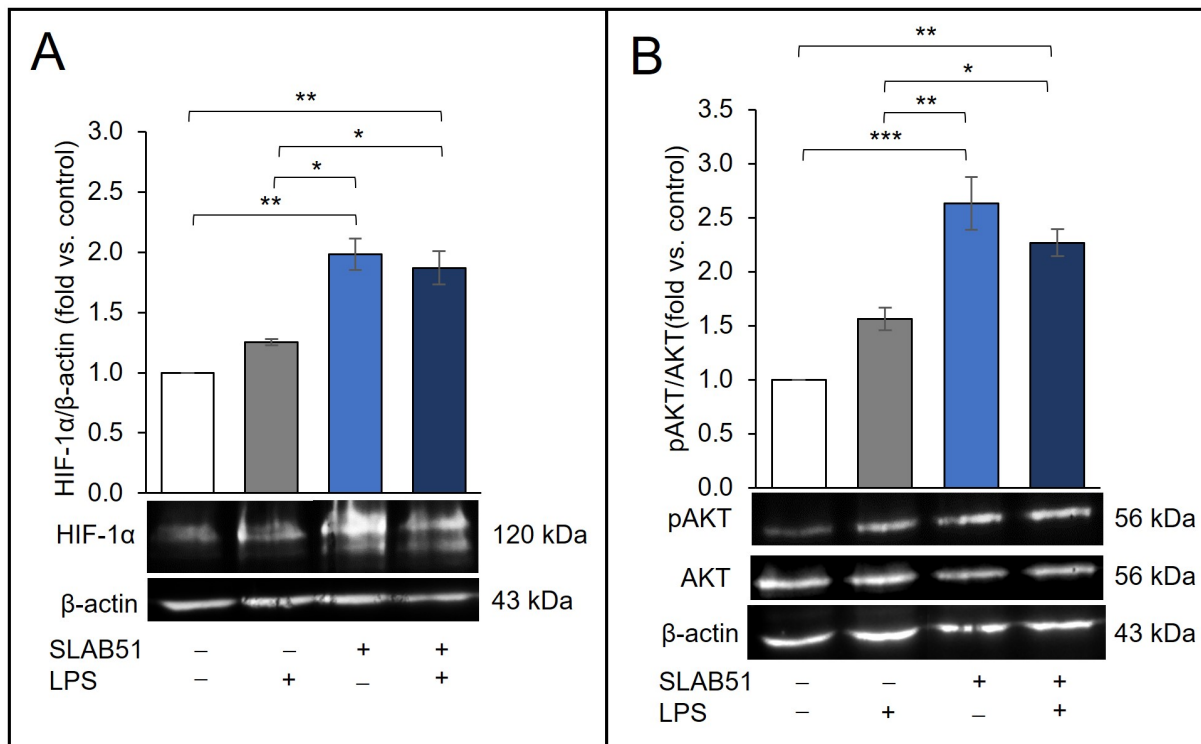 A
**
*
*
**
HIF-1α/β-actin (fold vs. control)
3.0
2.5
2.0
1.5
1.0
0.5
0.0
HIF-1α
120 kDa
β-actin
43 kDa
SLAB51 – – + +
LPS – + – +
B
**
*
**
***
pAKT/AKT(fold vs. control)
3.5
3.0
2.5
2.0
1.5
1.0
0.5
0.0
pAKT
56 kDa
AKT
56 kDa
β-actin
43 kDa
SLAB51 – – + +
LPS – + – +